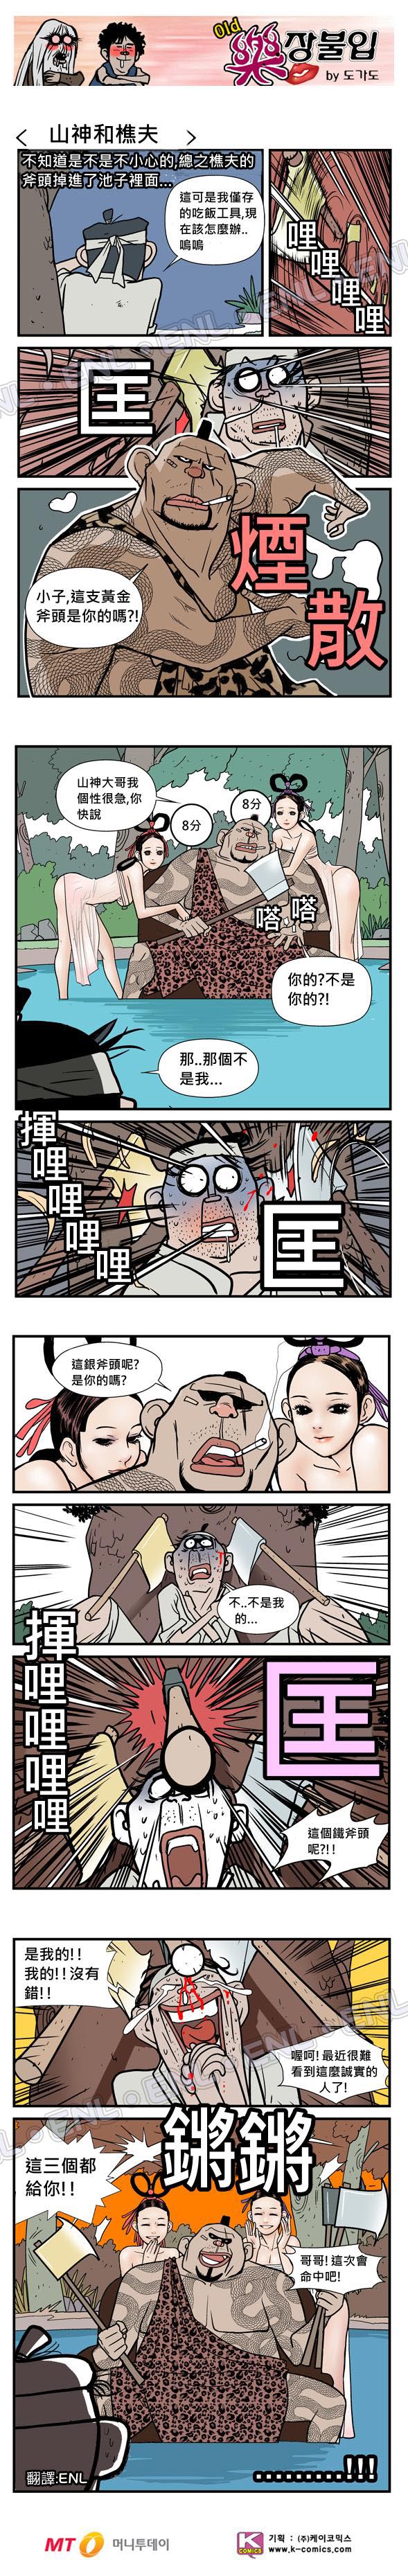 Old 樂장불입
by 도가도
< 山神和樵夫 >
不知道是不是不小心的,總之樵夫的
斧頭掉進了池子裡面...
這可是我僅存
的吃飯工具,現
在該怎麼辦..
嗚嗚
哩哩哩哩
匡
煙散
小子,這支黃金
斧頭是你的嗎?!
山神大哥我
個性很急,你
快說
8分
8分
嗒.嗒
你的?不是
你的?!
那..那個不
是我...
揮哩哩哩哩
匡
這銀斧頭呢?
是你的嗎?
不..不是我
的...
揮哩哩哩哩
匡
這個鐵斧頭
呢?!!
是我的!!
我的!!沒有
錯!!
喔呵! 最近很難
看到這麼誠實的
人了!
鏘鏘
這三個都
給你!!
哥哥! 這次會
命中吧!
..........!!!
翻譯:ENL
MTO 머니투데이
K COMICS
기획 : (주)케이코믹스
www.k-comics.com
ENL
ENL
ENL
ENL
ENL
ENL